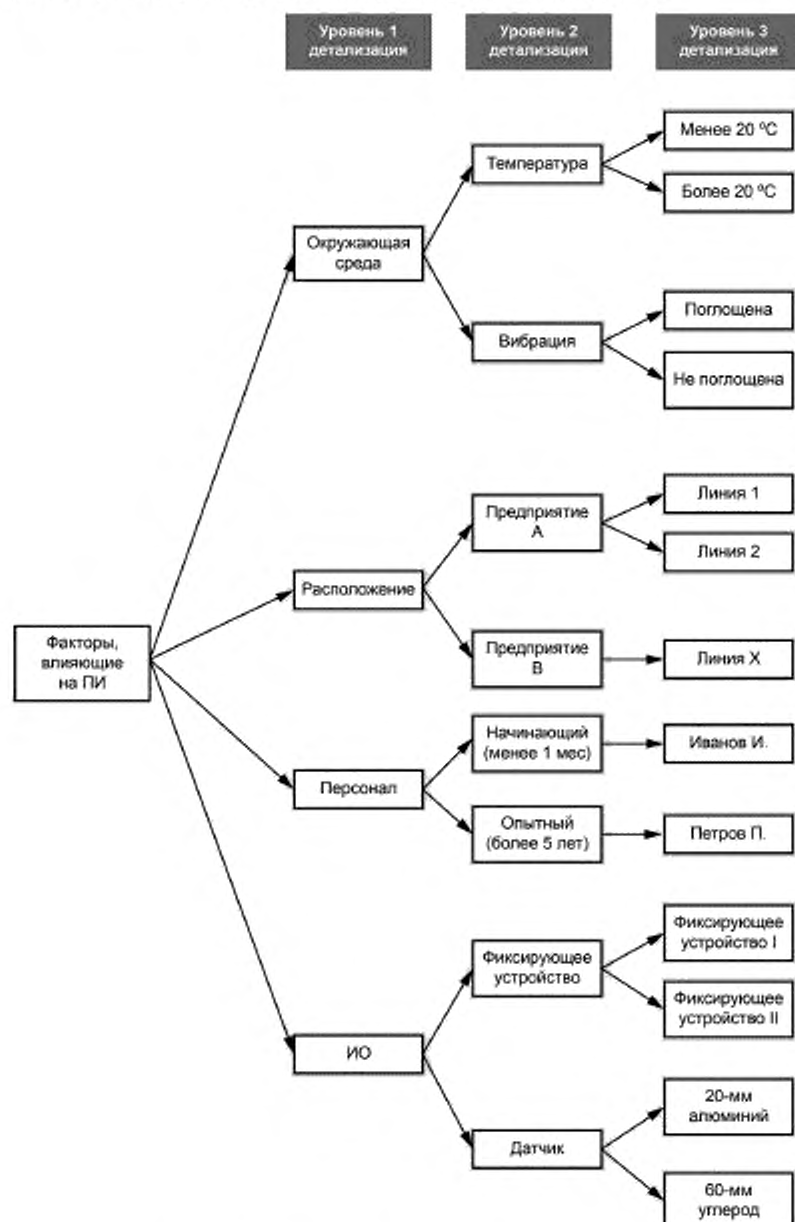 Уровень 1
детализация
Уровень 2
детализация
Уровень 3
детализация
Менее 20 ºС
Температура
Более 20 ºС
Окружающая
среда
Поглощена
Вибрация
Не поглощена
Линия 1
Предприятие
А
Линия 2
Расположение
Факторы,
влияющие
на ПИ
Предприятие
В
Линия Х
Начинающий
(менее 1 мес)
Иванов И.
Персонал
Опытный
(более 5 лет)
Петров П.
Фиксирующее
устройство I
Фиксирующее
устройство
Фиксирующее
устройство II
ИО
20-мм
алюминий
Датчик
60-мм
углерод